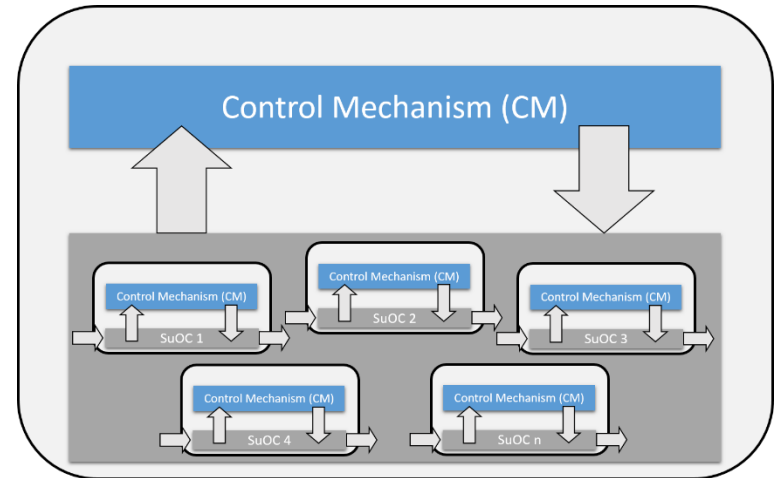 Control Mechanism (CM)
Control Mechanism (CM)
SuOC 1
Control Mechanism (CM)
SuOC 2
Control Mechanism (CM)
SuOC 3
Control Mechanism (CM)
SuOC 4
Control Mechanism (CM)
SuOC n